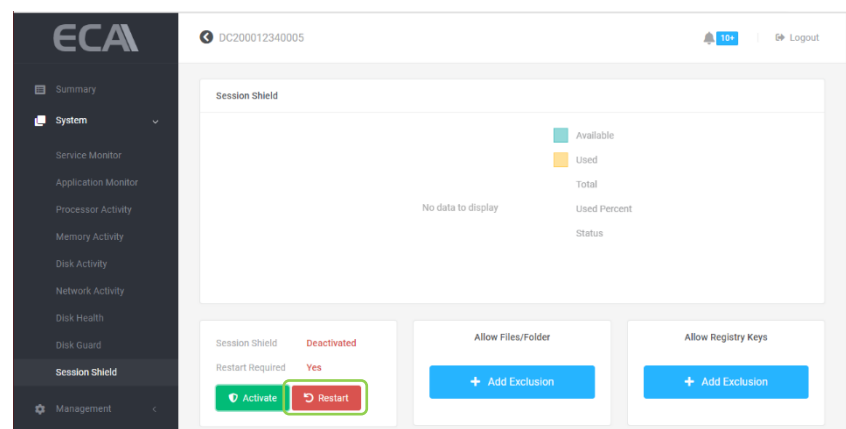 ECA
DC200012340005
10+
Logout
Summary
System
Service Monitor
Application Monitor
Processor Activity
Memory Activity
Disk Activity
Network Activity
Disk Health
Disk Guard
Session Shield
Management
Session Shield
Available
Used
Total
No data to display
Used Percent
Status
Session Shield Deactivated
Restart Required Yes
Activate
Restart
Allow Files/Folder
+ Add Exclusion
Allow Registry Keys
+ Add Exclusion